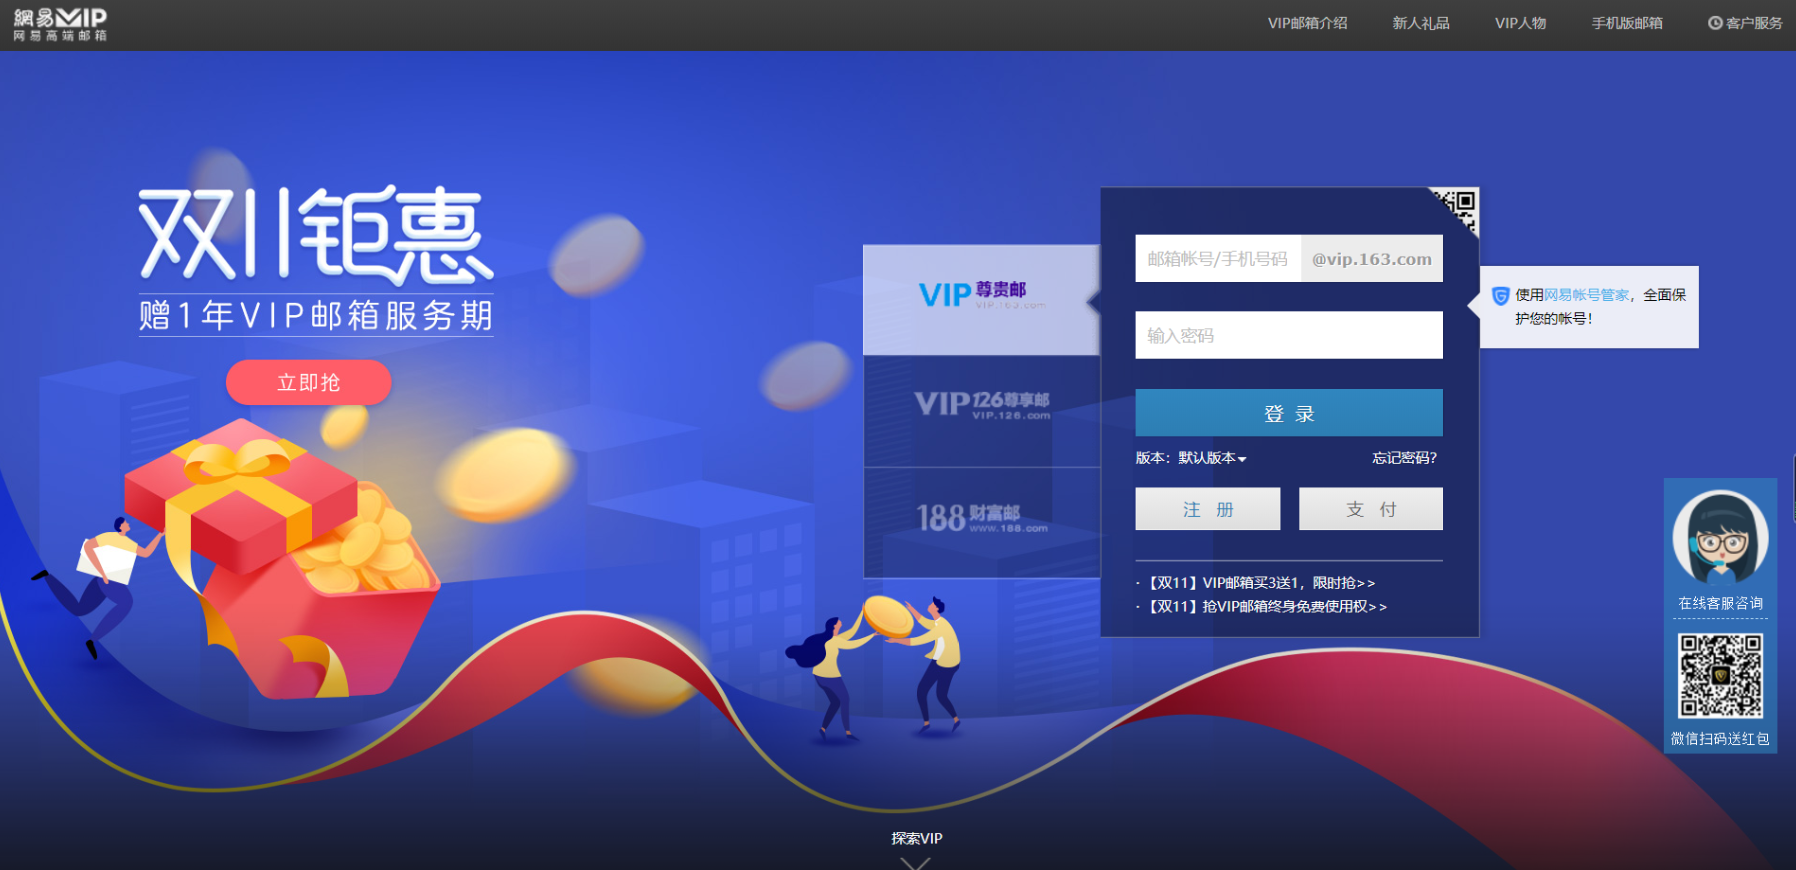 網易VIP
网易高端邮箱
VIP邮箱介绍
新人礼品
VIP人物
手机版邮箱
客户服务
双11钜惠
赠1年VIP邮箱服务期
立即抢
VIP尊贵邮
VIP.163.com
VIP126尊享邮
VIP.126.com
188财富邮
www.188.com
邮箱帐号/手机号码
@vip.163.com
输入密码
登 录
版本：默认版本
忘记密码?
注 册
支 付
·【双11】VIP邮箱买3送1，限时抢>>
·【双11】抢VIP邮箱终身免费使用权>>
使用网易帐号管家，全面保
护您的帐号！
在线客服咨询
微信扫码送红包
探索VIP